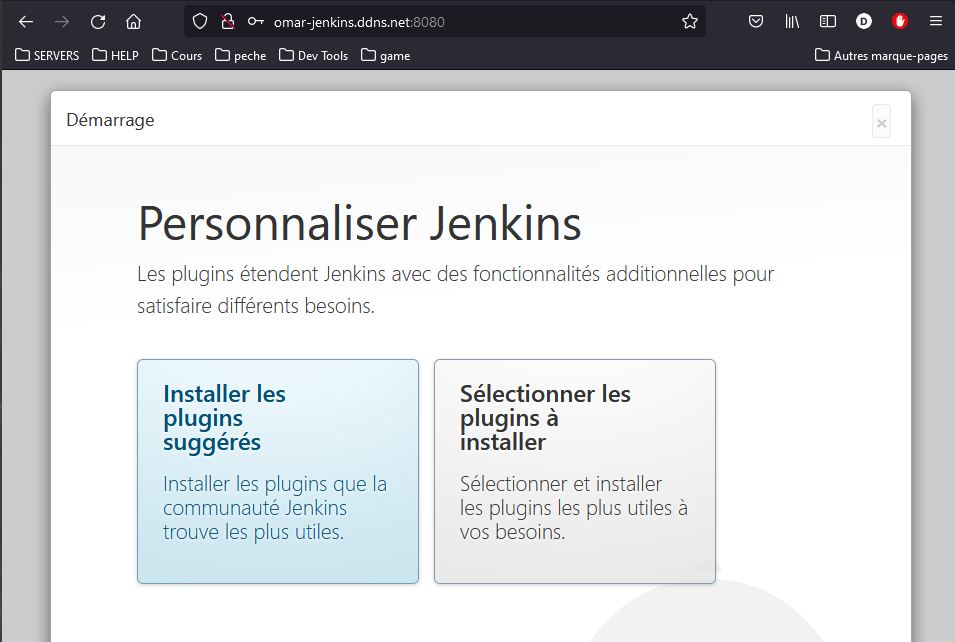 omar-jenkins.ddns.net:8080
SERVERS HELP Cours peche Dev Tools game Autres marque-pages
Démarrage ×
Personnaliser Jenkins
Les plugins étendent Jenkins avec des fonctionnalités additionnelles pour
satisfaire différents besoins.
Installer les
plugins
suggérés
Installer les plugins que la
communauté Jenkins
trouve les plus utiles.
Sélectionner les
plugins à
installer
Sélectionner et installer
les plugins les plus utiles à
vos besoins.